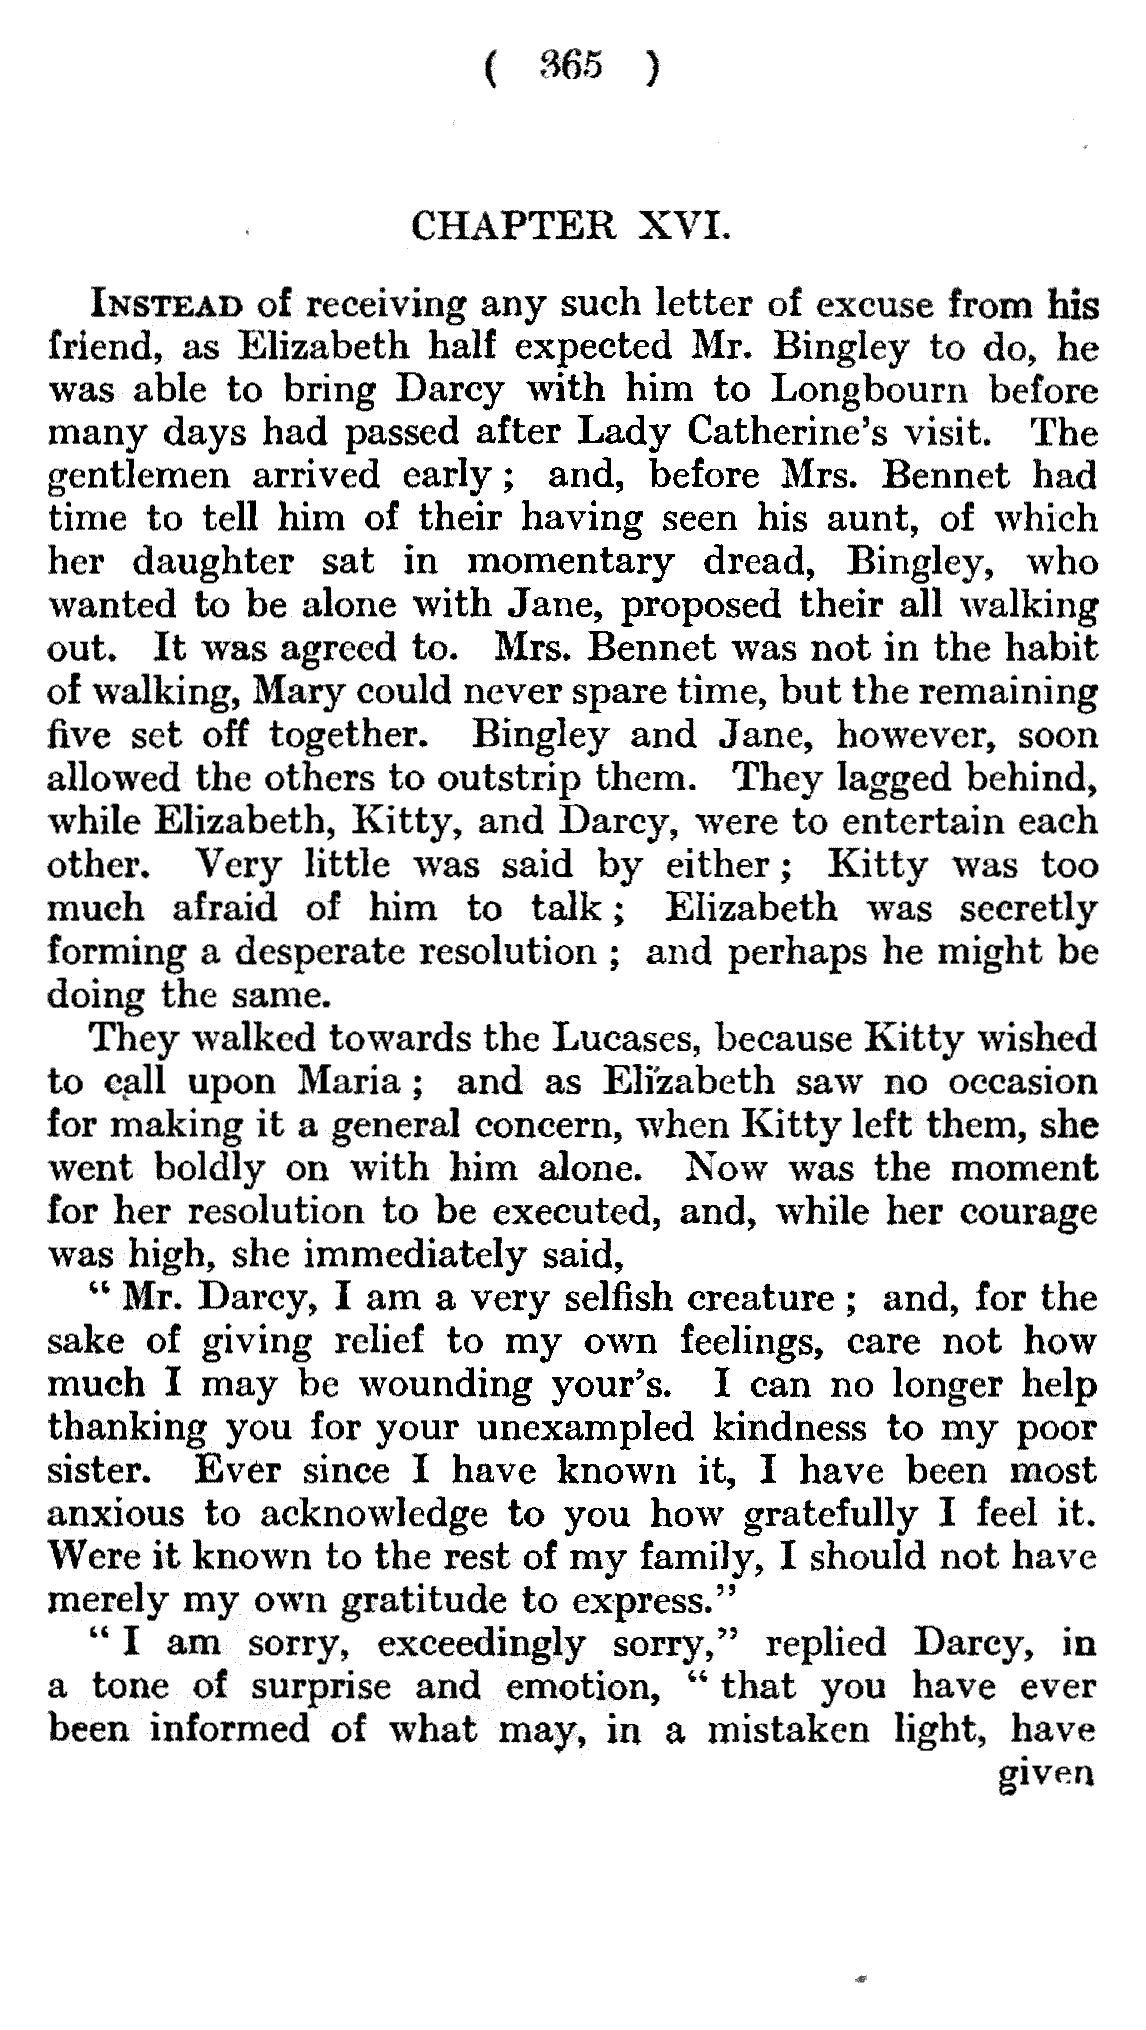 ( 365 )
CHAPTER XVI.
INSTEAD of receiving any such letter of excuse from his
friend, as Elizabeth half expected Mr. Bingley to do, he
was able to bring Darcy with him to Longbourn before
many days had passed after Lady Catherine's visit. The
gentlemen arrived early ; and, before Mrs. Bennet had
time to tell him of their having seen his aunt, of which
her daughter sat in momentary dread, Bingley, who
wanted to be alone with Jane, proposed their all walking
out. It was agreed to. Mrs. Bennet was not in the habit
of walking, Mary could never spare time, but the remaining
five set off together. Bingley and Jane, however, soon
allowed the others to outstrip them. They lagged behind,
while Elizabeth, Kitty, and Darcy, were to entertain each
other. Very little was said by either ; Kitty was too
much afraid of him to talk ; Elizabeth was secretly
forming a desperate resolution ; and perhaps he might be
doing the same.
They walked towards the Lucases, because Kitty wished
to call upon Maria ; and as Elizabeth saw no occasion
for making it a general concern, when Kitty left them, she
went boldly on with him alone. Now was the moment
for her resolution to be executed, and, while her courage
was high, she immediately said,
“ Mr. Darcy, I am a very selfish creature ; and, for the
sake of giving relief to my own feelings, care not how
much I may be wounding your's. I can no longer help
thanking you for your unexampled kindness to my poor
sister. Ever since I have known it, I have been most
anxious to acknowledge to you how gratefully I feel it.
Were it known to the rest of my family, I should not have
merely my own gratitude to express.”
“ I am sorry, exceedingly sorry,” replied Darcy, in
a tone of surprise and emotion, “ that you have ever
been informed of what may, in a mistaken light, have
given